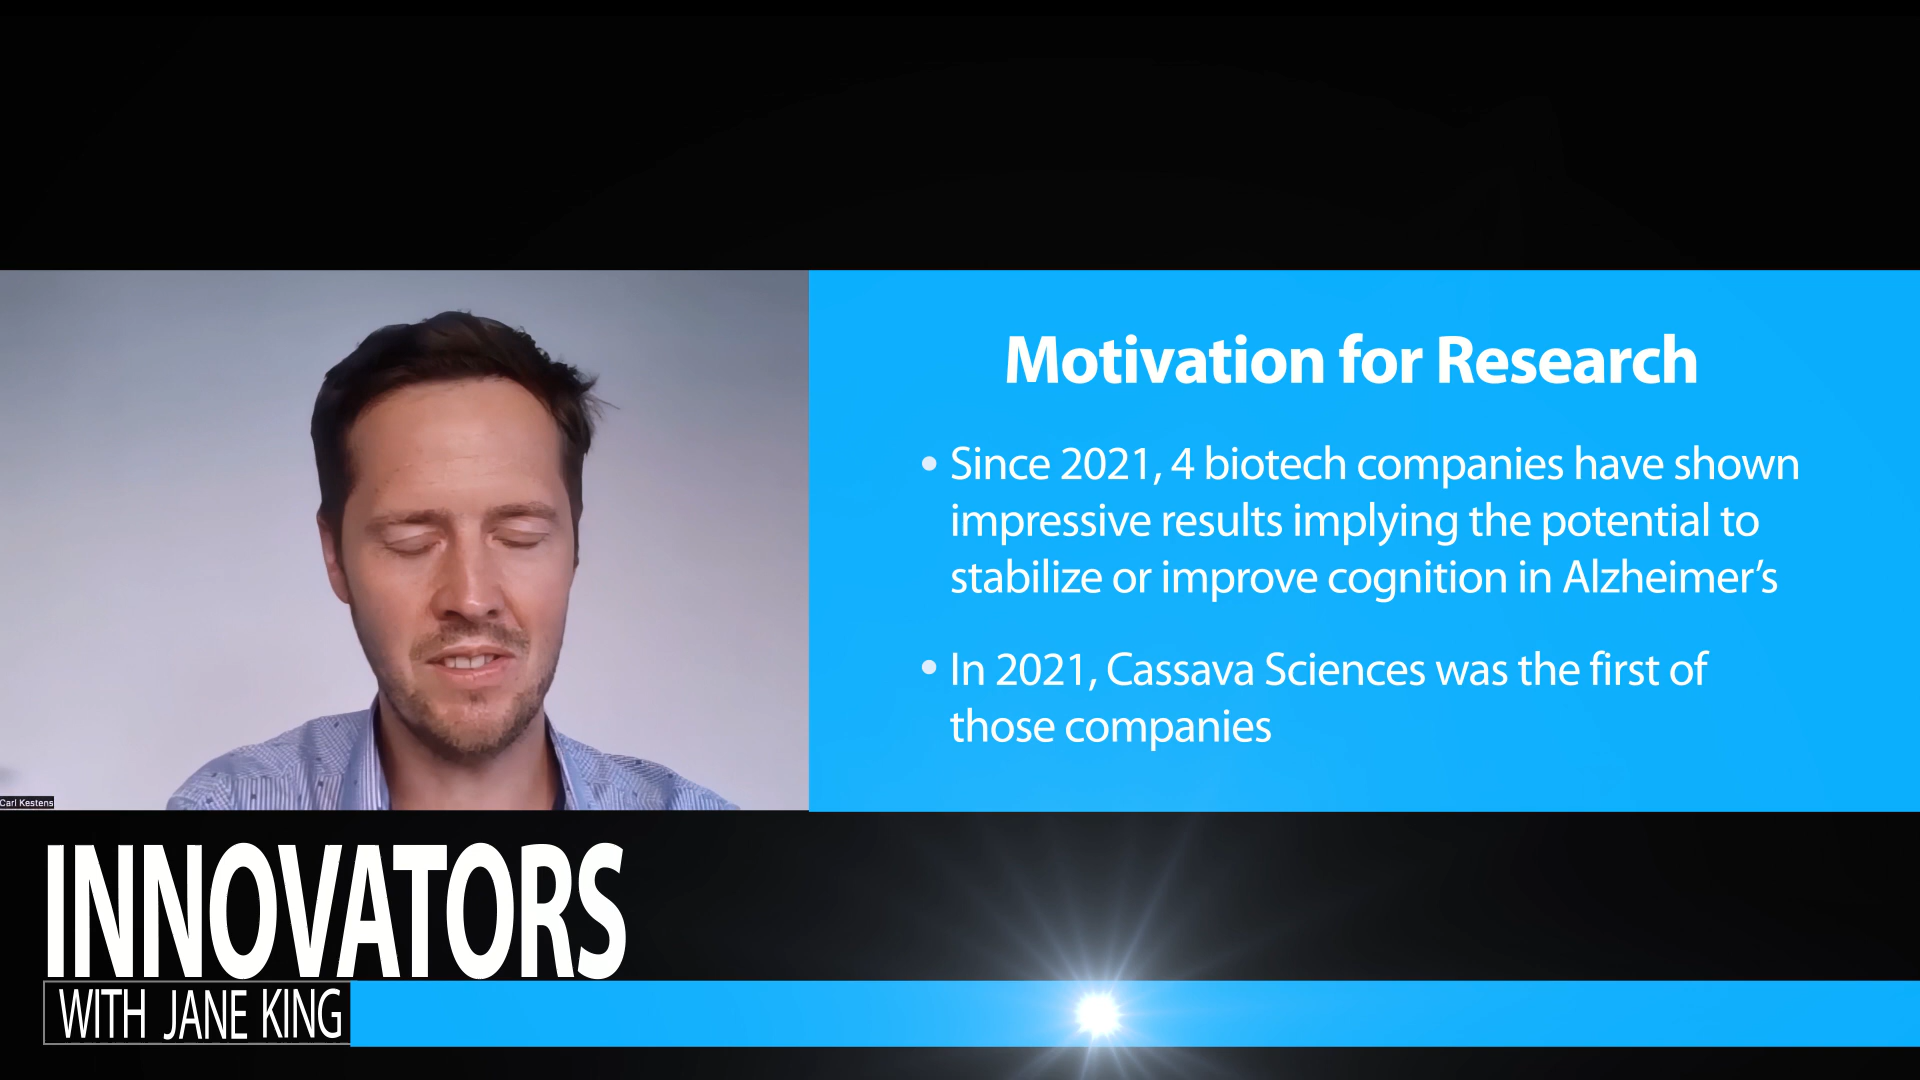 Motivation for Research
• Since 2021, 4 biotech companies have shown
impressive results implying the potential to
stabilize or improve cognition in Alzheimer’s
• In 2021, Cassava Sciences was the first of
those companies
Carl Kestens
INNOVATORS
WITH JANE KING